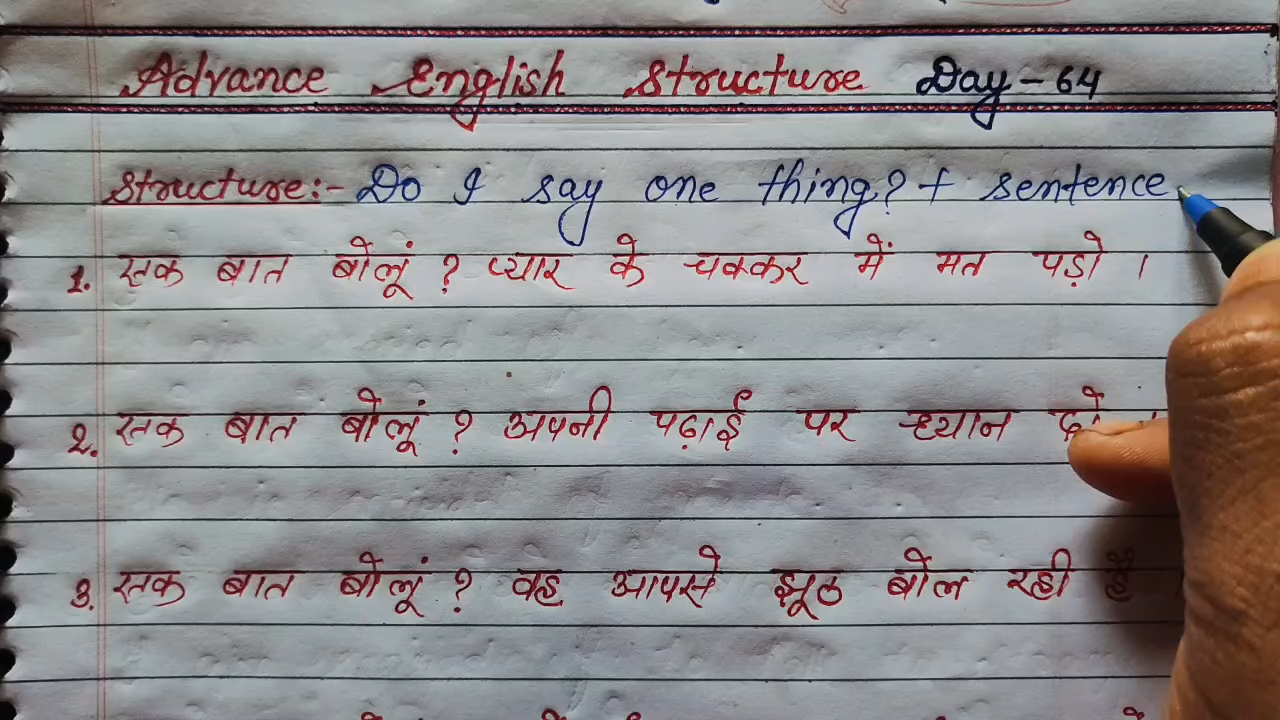 Advance English Structure Day - 64
Structure:- Do I say one thing? + sentence
1. एक बात बोलूं ? प्यार के चक्कर में मत पड़ो ।
2. एक बात बोलूं ? अपनी पढ़ाई पर ध्यान दो ।
3. एक बात बोलूं ? वह आपसे झूठ बोल रही है